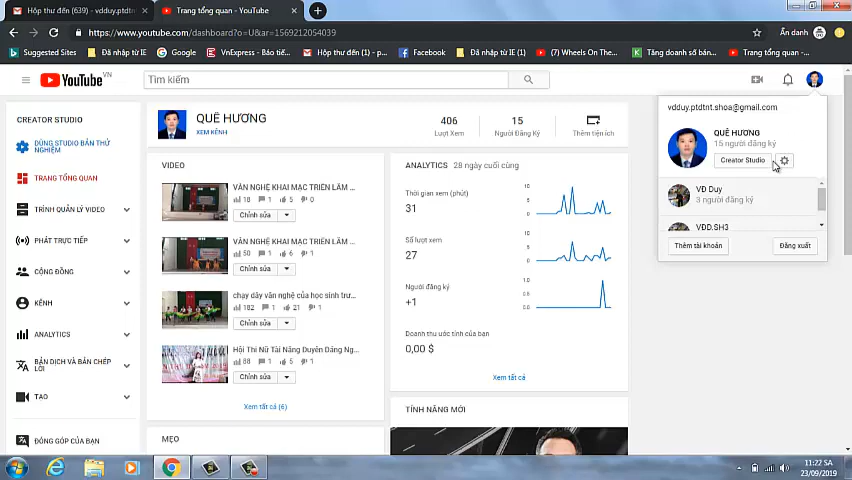 Hộp thư đến (639) - vdduy.ptdtnt
Trang tổng quan - YouTube
https://www.youtube.com/dashboard?o=U&ar=1569212054039
Ẩn danh
Suggested Sites
Đã nhập từ IE
Google
VnExpress - Báo tiế...
Hộp thư đến (1) - p...
Facebook
Đã nhập từ IE (1)
(7) Wheels On The...
Tăng doanh số bán...
Trang tổng quan -...
YouTube VN
Tìm kiếm
vdduy.ptdtnt.shoa@gmail.com
QUÊ HƯƠNG
15 người đăng ký
Creator Studio
VĐ Duy
3 người đăng ký
VĐD.SH3
Thêm tài khoản
Đăng xuất
CREATOR STUDIO
DÙNG STUDIO BẢN THỬ
NGHIỆM
TRANG TỔNG QUAN
TRÌNH QUẢN LÝ VIDEO
PHÁT TRỰC TIẾP
CỘNG ĐỒNG
KÊNH
ANALYTICS
BẢN DỊCH VÀ BẢN CHÉP
LỜI
TẠO
ĐÓNG GÓP CỦA BẠN
QUÊ HƯƠNG
XEM KÊNH
406
Lượt Xem
15
Người Đăng Ký
Thêm tiện ích
VIDEO
VĂN NGHỆ KHAI MẠC TRIỂN LÃM ...
18 1 5 0
Chỉnh sửa
VĂN NGHỆ KHAI MẠC TRIỂN LÃM ...
50 1 6 1
Chỉnh sửa
chạy dây văn nghệ của học sinh trư...
182 1 21 1
Chỉnh sửa
Hội Thi Nữ Tài Năng Duyên Dáng Ng...
88 1 5 1
Chỉnh sửa
Xem tất cả (6)
MẸO
ANALYTICS 28 ngày cuối cùng
Thời gian xem (phút)
31
Số lượt xem
27
Người đăng ký
+1
Doanh thu ước tính của bạn
0,00 $
Xem tất cả
TÍNH NĂNG MỚI
11:22 SA
23/09/2019